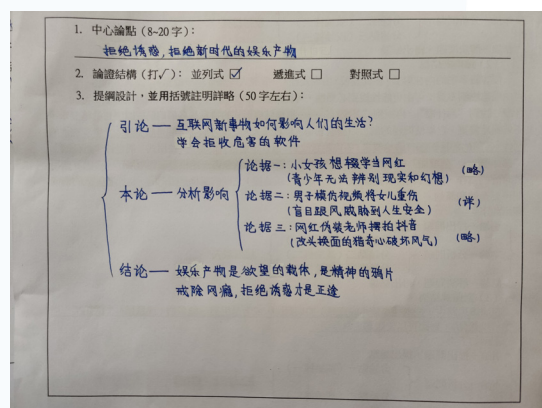 1. 中心論點（8~20 字）：
拒绝诱惑，拒绝新时代的娱乐产物
2. 論證結構（打✓）： 並列式 ☑ 遞進式 □ 對照式 □
3. 提綱設計，並用括號註明詳略（50 字左右）：
引论 — 互联网新事物如何影响人们的生活？
学会拒收危害的软件
本论 — 分析影响
论据一：小女孩想辍学当网红 (略)
(青少年无法辨别现实和幻想)
论据二：男子模仿视频将女儿重伤 (详)
(盲目跟风威胁到人生安全)
论据三：网红伪装老师摆拍抖音 (略)
(改头换面的猎奇心破坏风气)
结论 — 娱乐产物是欲望的载体，是精神的鸦片
戒除网瘾，拒绝诱惑才是正途